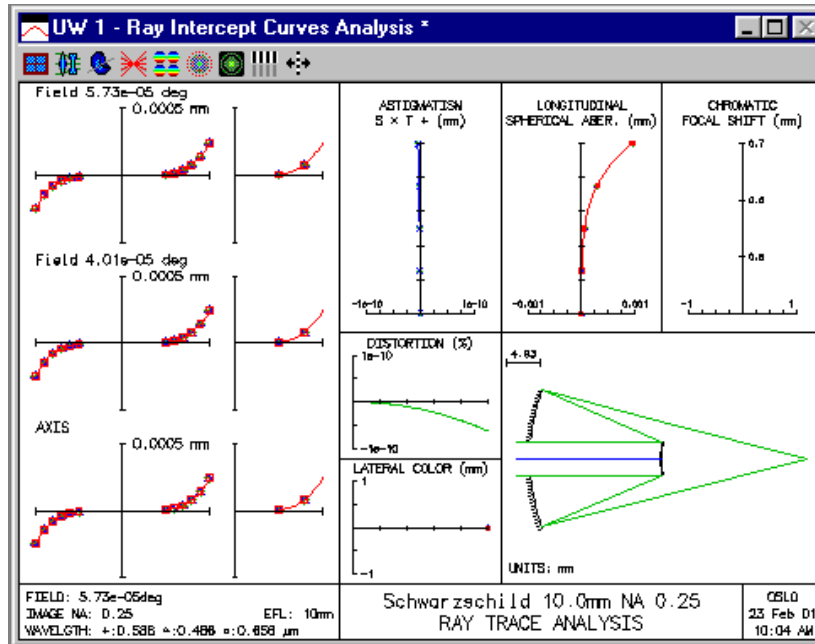 UW 1 - Ray Intercept Curves Analysis *
Field 5.73e-05 deg
0.0005 mm
Field 4.01e-05 deg
0.0005 mm
AXIS
0.0005 mm
ASTIGMATISM
S × T + (mm)
-1e-10
1e-10
LONGITUDINAL
SPHERICAL ABER. (mm)
-0.001
0.001
CHROMATIC
FOCAL SHIFT (mm)
0.7
0.6
0.5
-1
1
DISTORTION (%)
1e-10
-1e-10
LATERAL COLOR (mm)
1
-1
4.83
UNITS: mm
FIELD: 5.73e-05deg
IMAGE NA: 0.25
EFL: 10mm
Schwarzschild 10.0mm NA 0.25
RAY TRACE ANALYSIS
OSLO
23 Feb 01
10:04 AM